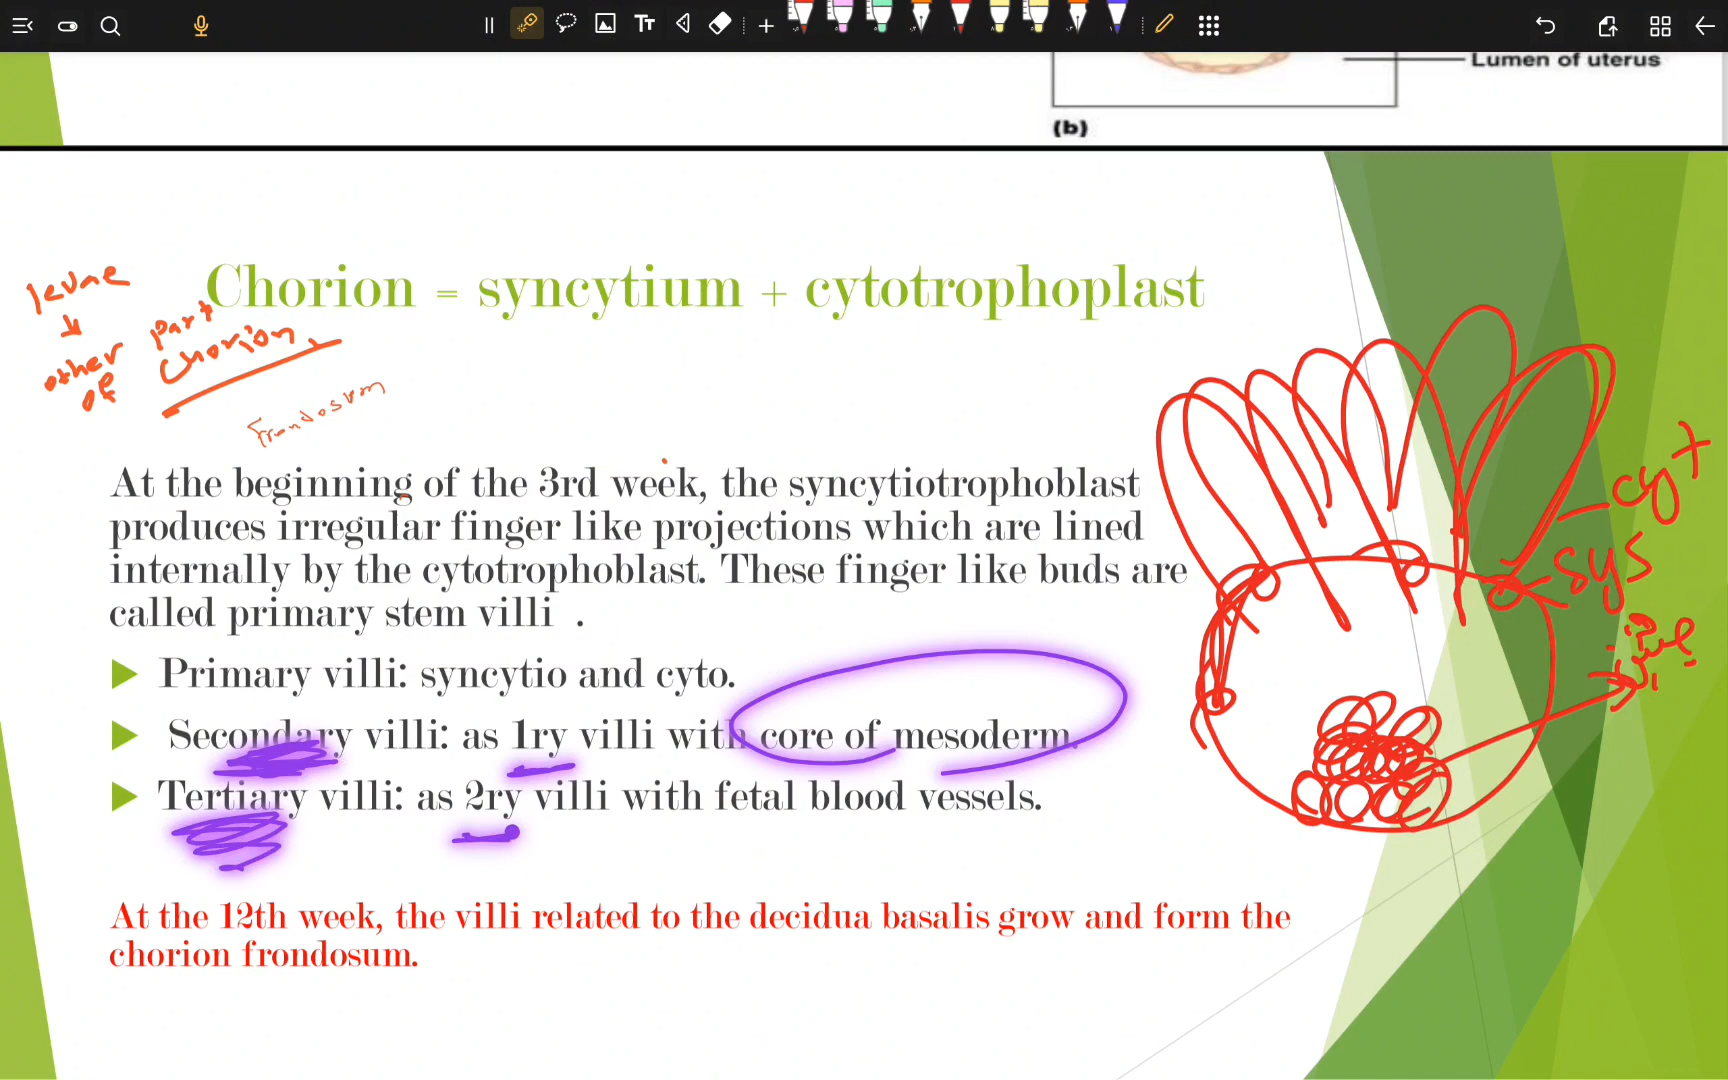 Lumen of uterus
(b)
Chorion = syncytium + cytotrophoplast
levae
other part
of chorion
Frondosum
At the beginning of the 3rd week, the syncytiotrophoblast
produces irregular finger like projections which are lined
internally by the cytotrophoblast. These finger like buds are
called primary stem villi .
Primary villi: syncytio and cyto.
Secondary villi: as 1ry villi with core of mesoderm.
Tertiary villi: as 2ry villi with fetal blood vessels.
cyt
sys
At the 12th week, the villi related to the decidua basalis grow and form the
chorion frondosum.